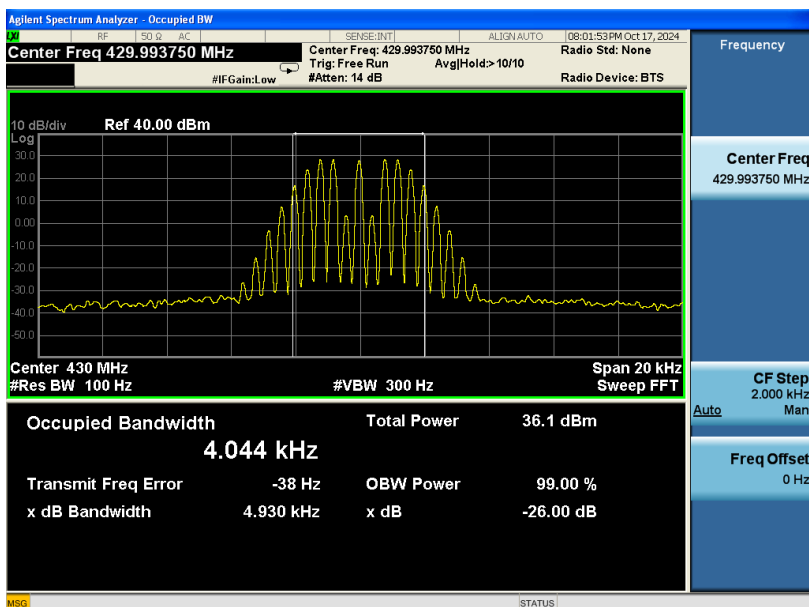 Agilent Spectrum Analyzer - Occupied BW
LXI RF 50 Ω AC SENSE:INT ALIGN AUTO 08:01:53 PM Oct 17, 2024
Center Freq 429.993750 MHz
Center Freq: 429.993750 MHz
Radio Std: None
Trig: Free Run
Avg|Hold:>10/10
#IFGain:Low
#Atten: 14 dB
Radio Device: BTS
10 dB/div
Ref 40.00 dBm
Log
30.0
20.0
10.0
0.00
-10.0
-20.0
-30.0
-40.0
-50.0
Center 430 MHz
Span 20 kHz
#Res BW 100 Hz
#VBW 300 Hz
Sweep FFT
Occupied Bandwidth
Total Power
36.1 dBm
4.044 kHz
Transmit Freq Error
-38 Hz
OBW Power
99.00 %
x dB Bandwidth
4.930 kHz
x dB
-26.00 dB
Frequency
Center Freq
429.993750 MHz
CF Step
2.000 kHz
Auto Man
Freq Offset
0 Hz
MSG
STATUS